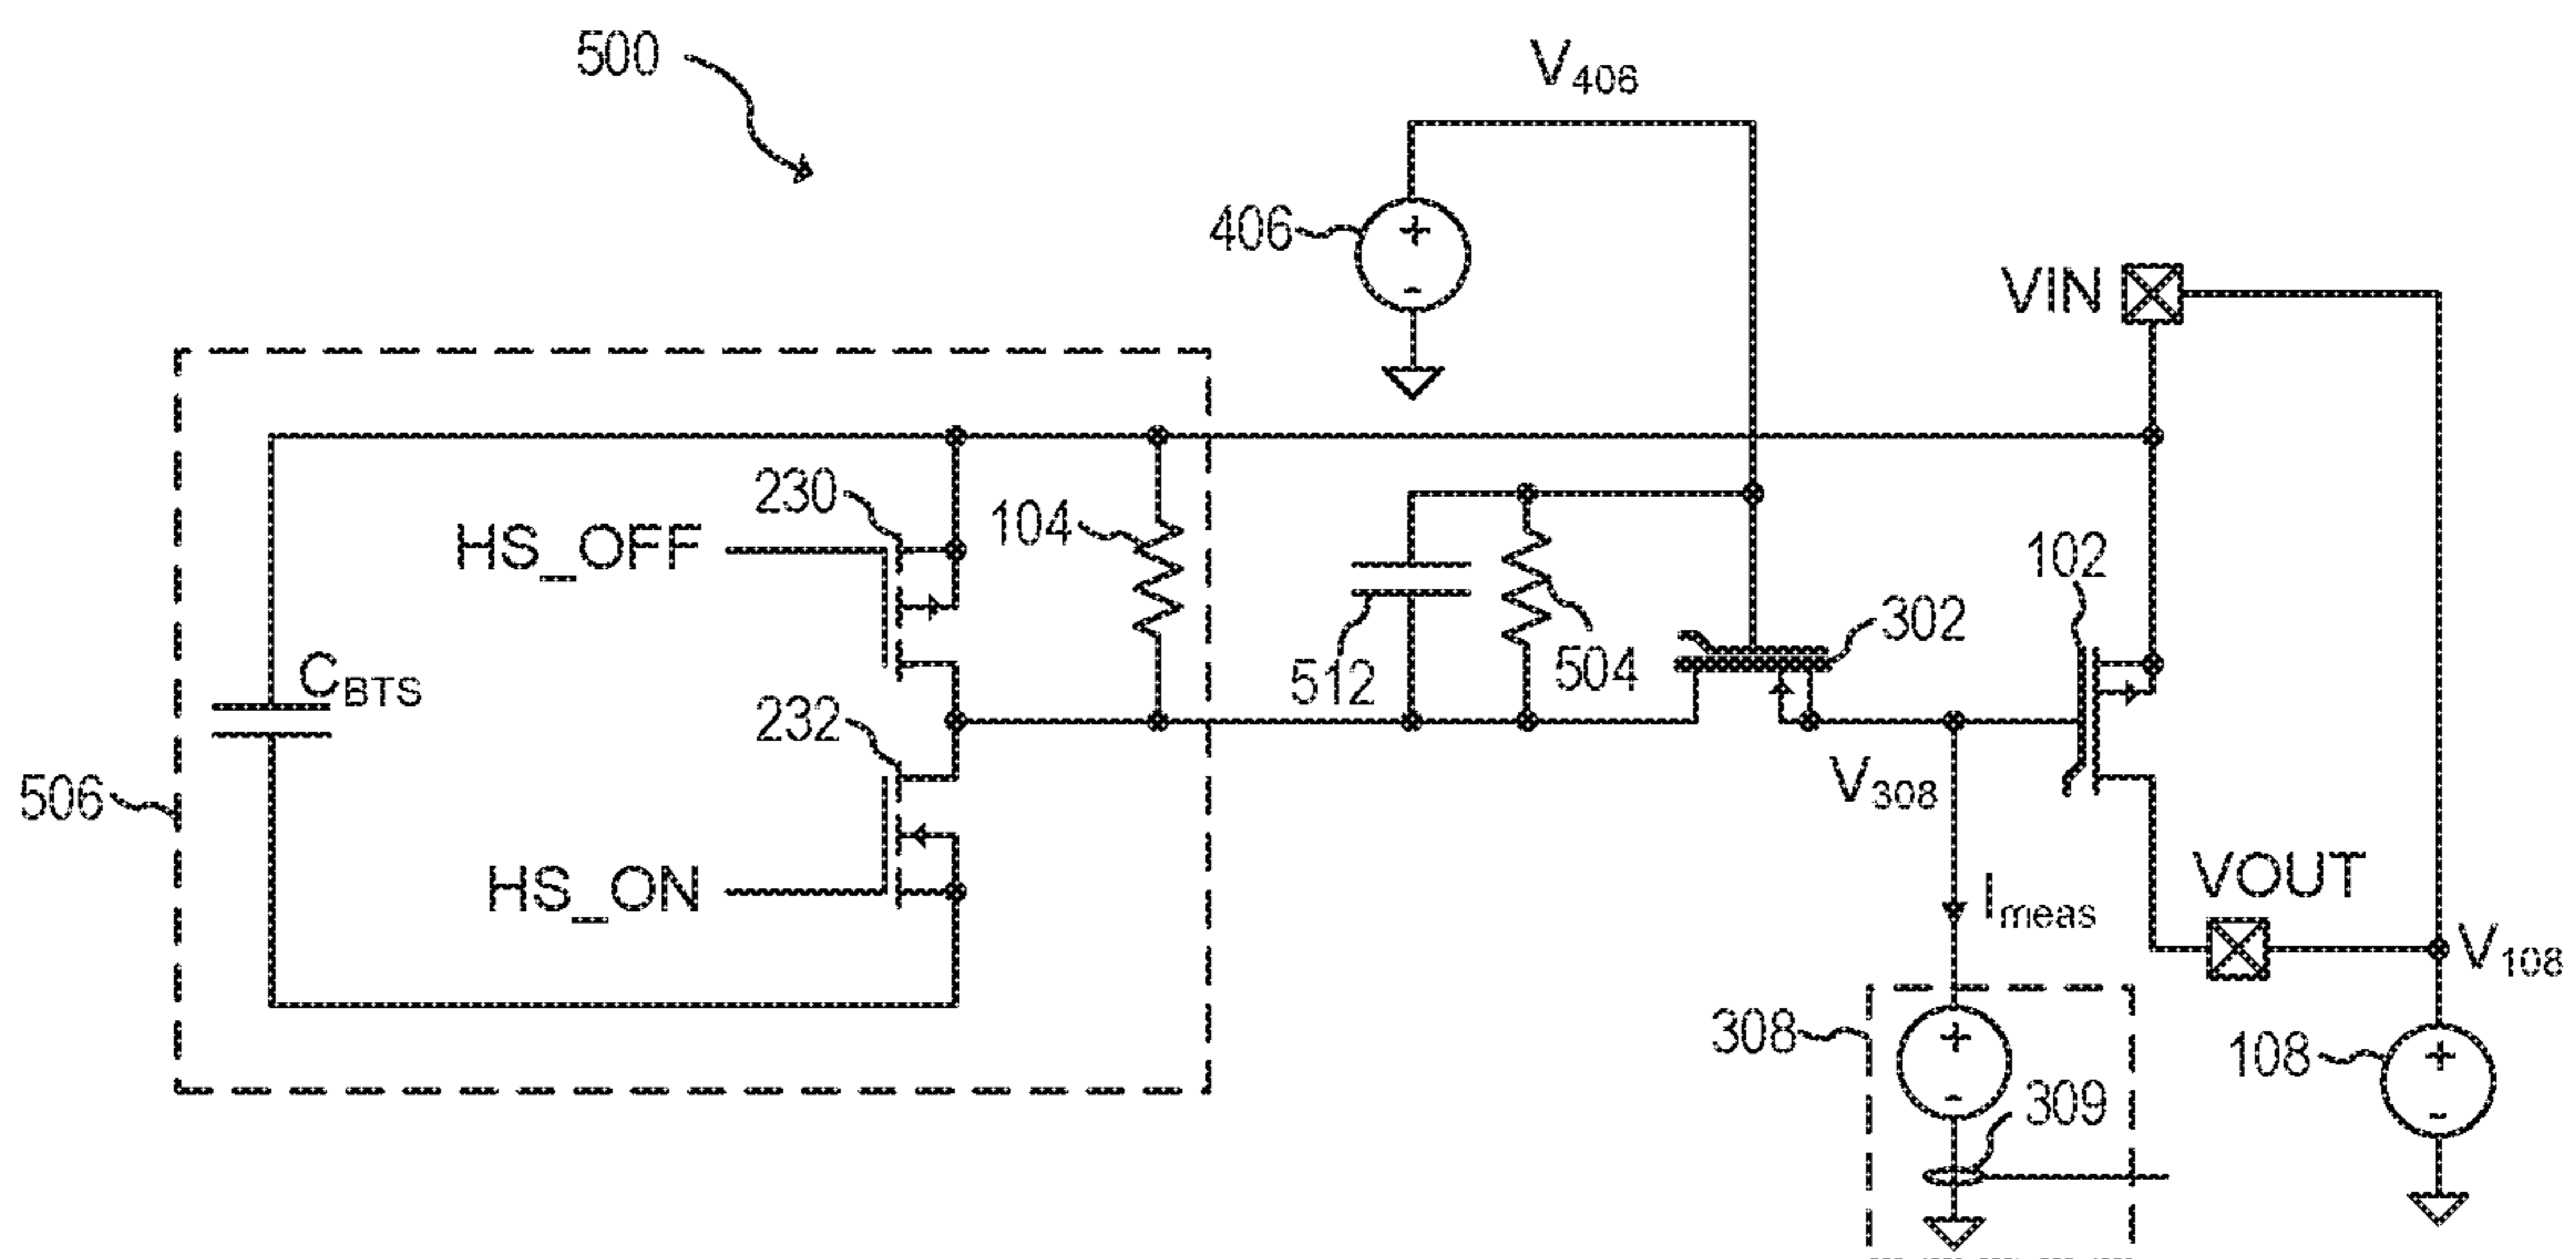 500
V406
406
VIN
230
HS_OFF
104
102
302
504
512
CBTS
232
V308
506
HS_ON
Imeas
VOUT
V108
308
309
108